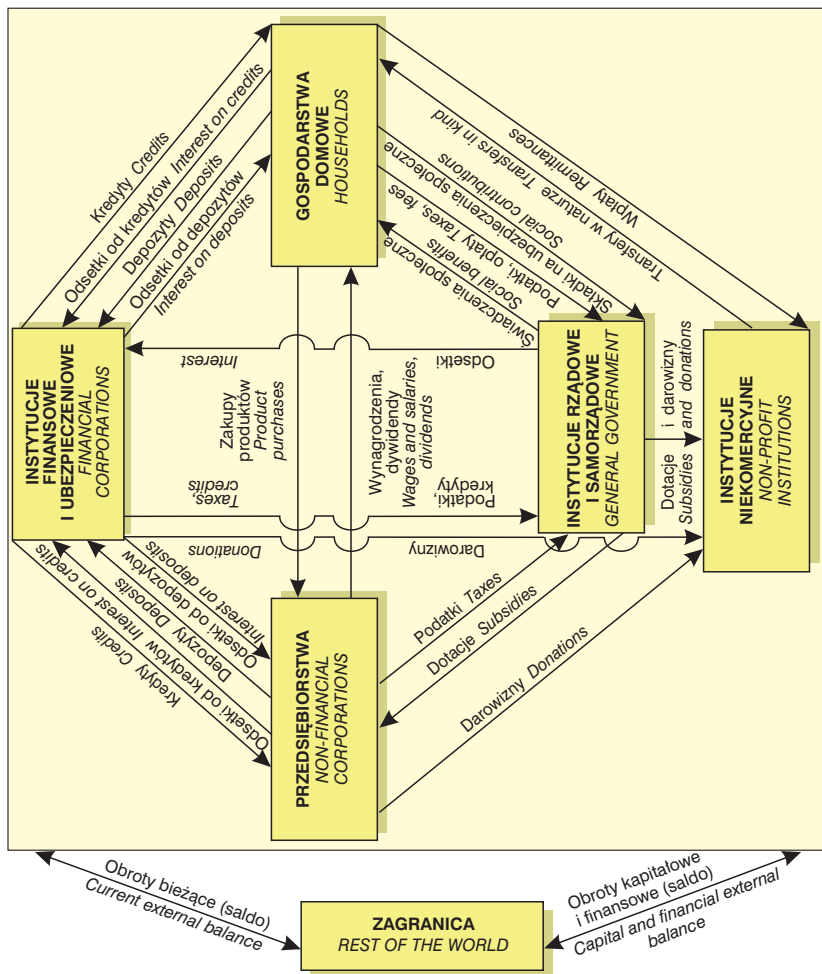 GOSPODARSTWA
DOMOWE
HOUSEHOLDS
Kredyty Credits
Odsetki od kredytów Interest on credits
Depozyty Deposits
Odsetki od depozytów
Interest on deposits
Wpłaty Remittances
Transfery w naturze Transfers in kind
Składki na ubezpieczenia społeczne
Social contributions
Podatki, opłaty Taxes, fees
Świadczenia społeczne
Social benefits
INSTYTUCJE
FINANSOWE
I UBEZPIECZENIOWE
FINANCIAL
CORPORATIONS
Interest
Odsetki
Zakupy
produktów
Product
purchases
Wynagrodzenia,
dywidendy
Wages and salaries,
dividends
INSTYTUCJE RZĄDOWE
I SAMORZĄDOWE
GENERAL GOVERNMENT
Dotacje i darowizny
Subsidies and donations
INSTYTUCJE
NIEKOMERCYJNE
NON-PROFIT
INSTITUTIONS
Taxes,
credits
Podatki,
kredyty
Donations
Darowizny
Interest on deposits
Odsetki od depozytów
Depozyty Deposits
Odsetki od kredytów Interest on credits
Kredyty Credits
PRZEDSIĘBIORSTWA
NON-FINANCIAL
CORPORATIONS
Podatki Taxes
Dotacje Subsidies
Darowizny Donations
Obroty bieżące (saldo)
Current external balance
ZAGRANICA
REST OF THE WORLD
Obroty kapitałowe
i finansowe (saldo)
Capital and financial external
balance